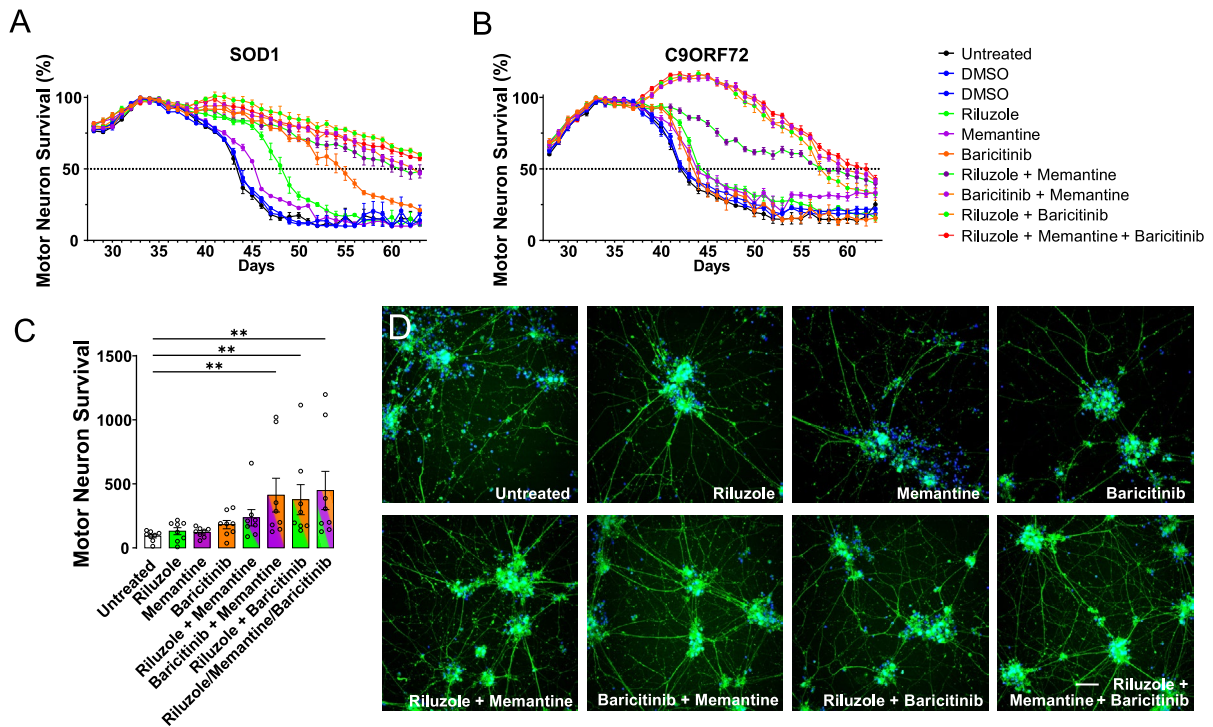 A
SOD1
Motor Neuron Survival (%)
100
50
0
30 35 40 45 50 55 60
Days
B
C9ORF72
Motor Neuron Survival (%)
100
50
0
30 35 40 45 50 55 60
Days
Untreated
DMSO
DMSO
Riluzole
Memantine
Baricitinib
Riluzole + Memantine
Baricitinib + Memantine
Riluzole + Baricitinib
Riluzole + Memantine + Baricitinib
C
Motor Neuron Survival
1500
1000
500
0
**
**
**
Untreated
Riluzole
Memantine
Baricitinib
Riluzole + Memantine
Baricitinib + Memantine
Riluzole + Baricitinib
Riluzole/Memantine/Baricitinib
D
Untreated
Riluzole
Memantine
Baricitinib
Riluzole + Memantine
Baricitinib + Memantine
Riluzole + Baricitinib
Riluzole +
Memantine + Baricitinib